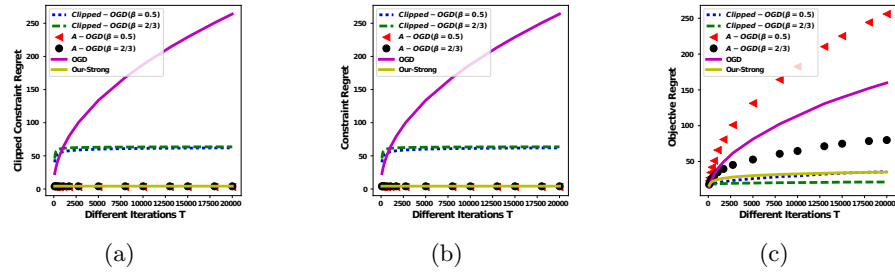 Clipped Constraint Regret
250
200
150
100
50
0
Clipped - OGD(β = 0.5)
Clipped - OGD(β = 2/3)
A - OGD(β = 0.5)
A - OGD(β = 2/3)
OGD
Our-Strong
0 2500 5000 7500 10000 12500 15000 17500 20000
Different Iterations T
(a)
Constraint Regret
250
200
150
100
50
0
Clipped - OGD(β = 0.5)
Clipped - OGD(β = 2/3)
A - OGD(β = 0.5)
A - OGD(β = 2/3)
OGD
Our-Strong
0 2500 5000 7500 10000 12500 15000 17500 20000
Different Iterations T
(b)
Objective Regret
250
200
150
100
50
Clipped - OGD(β = 0.5)
Clipped - OGD(β = 2/3)
A - OGD(β = 0.5)
A - OGD(β = 2/3)
OGD
Our-Strong
0 2500 5000 7500 10000 12500 15000 17500 20000
Different Iterations T
(c)